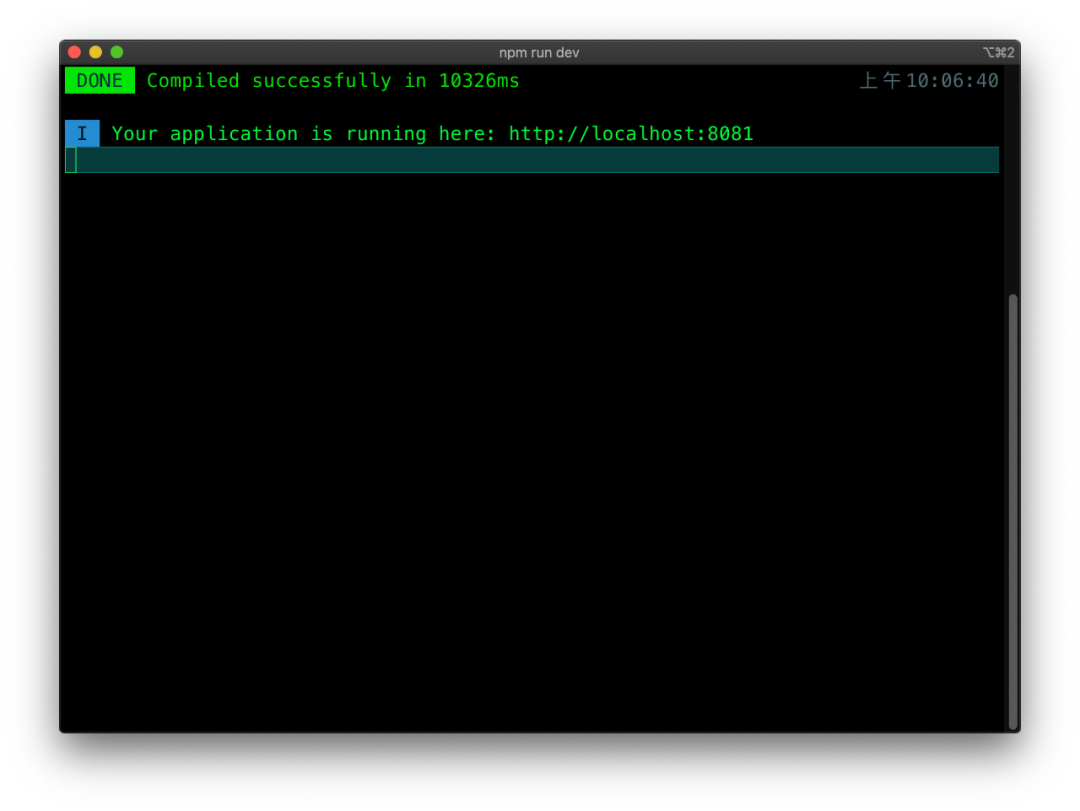 npm run dev ⌥⌘2
DONE Compiled successfully in 10326ms 上午10:06:40
I Your application is running here: http://localhost:8081